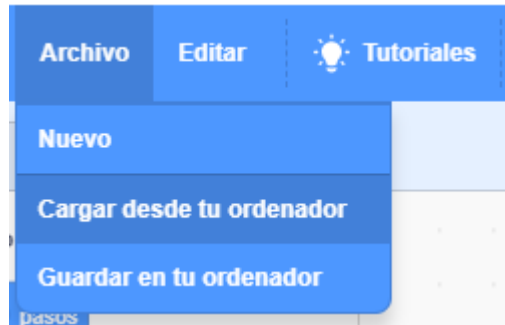 Archivo Editar Tutoriales
Nuevo
Cargar desde tu ordenador
Guardar en tu ordenador
pasos